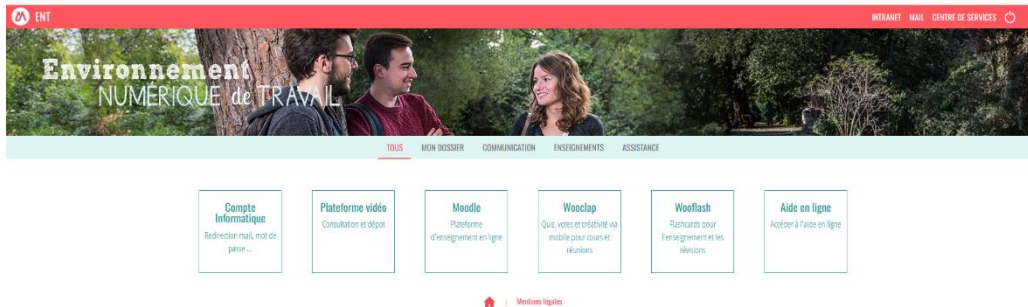 ENT
INTRANET MAIL CENTRE DE SERVICES
Environnement
NUMÉRIQUE de TRAVAIL
TOUS MON DOSSIER COMMUNICATION ENSEIGNEMENTS ASSISTANCE
Compte
Informatique
Redirection mail, mot de
passe ...
Plateforme vidéo
Consultation et dépot
Moodle
Plateforme
d'enseignement en ligne
Wooclap
Quiz, votes et créativité via
mobile pour cours et
réunions
Wooflash
Flashcards pour
l'enseignement et les
révisions
Aide en ligne
Accéder à l'aide en ligne
| Mentions légales